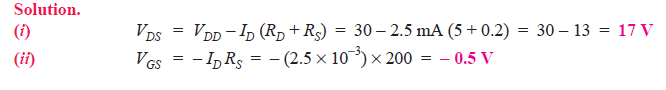 Solution.
(i) V_DS = V_DD – I_D (R_D + R_S) = 30 – 2.5 mA (5 + 0.2) = 30 – 13 = 17 V
(ii) V_GS = – I_D R_S = – (2.5 × 10⁻³) × 200 = – 0.5 V